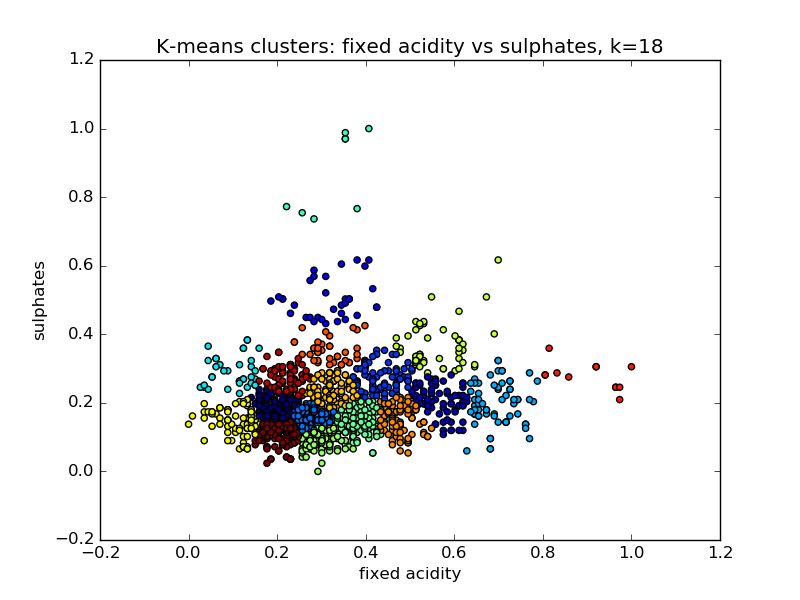 K-means clusters: fixed acidity vs sulphates, k=18
1.2
1.0
0.8
0.6
0.4
0.2
0.0
−0.2
sulphates
−0.2 0.0 0.2 0.4 0.6 0.8 1.0 1.2
fixed acidity